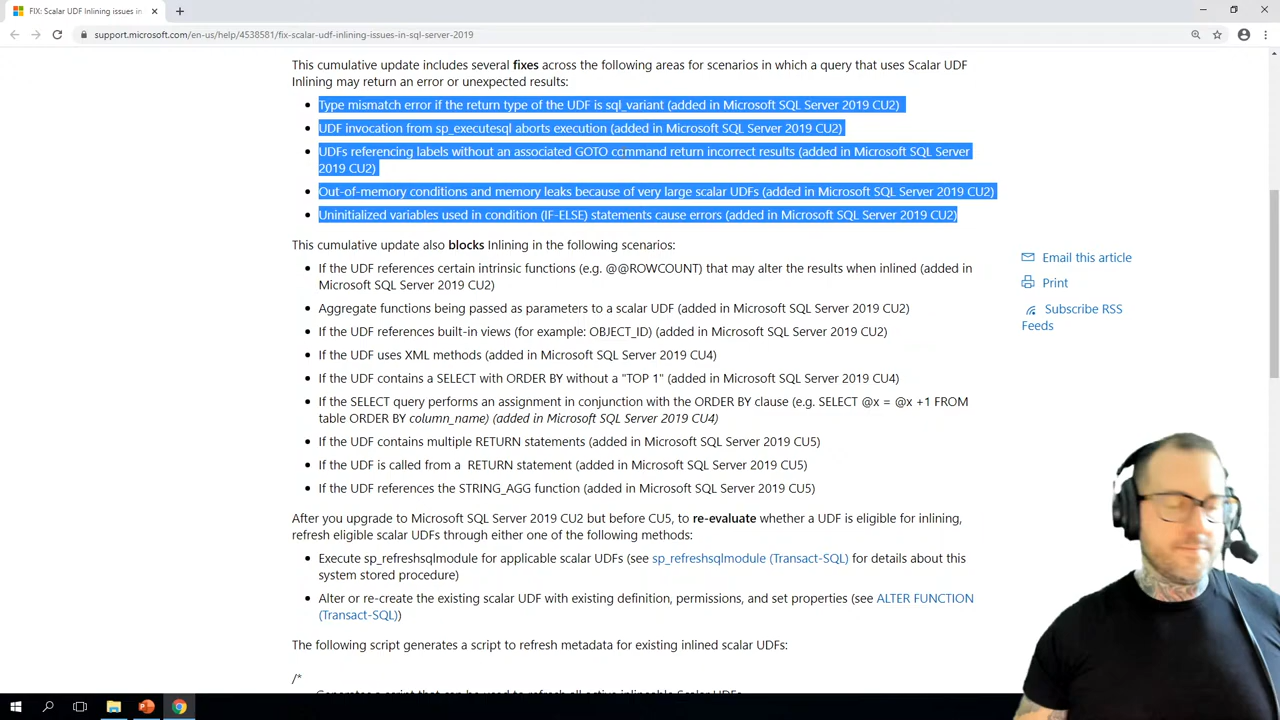 FIX: Scalar UDF Inlining issues in
support.microsoft.com/en-us/help/4538581/fix-scalar-udf-inlining-issues-in-sql-server-2019
This cumulative update includes several fixes across the following areas for scenarios in which a query that uses Scalar UDF
Inlining may return an error or unexpected results:
Type mismatch error if the return type of the UDF is sql_variant (added in Microsoft SQL Server 2019 CU2)
UDF invocation from sp_executesql aborts execution (added in Microsoft SQL Server 2019 CU2)
UDFs referencing labels without an associated GOTO command return incorrect results (added in Microsoft SQL Server
2019 CU2)
Out-of-memory conditions and memory leaks because of very large scalar UDFs (added in Microsoft SQL Server 2019 CU2)
Uninitialized variables used in condition (IF-ELSE) statements cause errors (added in Microsoft SQL Server 2019 CU2)
This cumulative update also blocks Inlining in the following scenarios:
If the UDF references certain intrinsic functions (e.g. @@ROWCOUNT) that may alter the results when inlined (added in
Microsoft SQL Server 2019 CU2)
Aggregate functions being passed as parameters to a scalar UDF (added in Microsoft SQL Server 2019 CU2)
If the UDF references built-in views (for example: OBJECT_ID) (added in Microsoft SQL Server 2019 CU2)
If the UDF uses XML methods (added in Microsoft SQL Server 2019 CU4)
If the UDF contains a SELECT with ORDER BY without a "TOP 1" (added in Microsoft SQL Server 2019 CU4)
If the SELECT query performs an assignment in conjunction with the ORDER BY clause (e.g. SELECT @x = @x +1 FROM
table ORDER BY column_name) (added in Microsoft SQL Server 2019 CU4)
If the UDF contains multiple RETURN statements (added in Microsoft SQL Server 2019 CU5)
If the UDF is called from a RETURN statement (added in Microsoft SQL Server 2019 CU5)
If the UDF references the STRING_AGG function (added in Microsoft SQL Server 2019 CU5)
After you upgrade to Microsoft SQL Server 2019 CU2 but before CU5, to re-evaluate whether a UDF is eligible for inlining,
refresh eligible scalar UDFs through either one of the following methods:
Execute sp_refreshsqlmodule for applicable scalar UDFs (see sp_refreshsqlmodule (Transact-SQL) for details about this
system stored procedure)
Alter or re-create the existing scalar UDF with existing definition, permissions, and set properties (see ALTER FUNCTION
(Transact-SQL))
The following script generates a script to refresh metadata for existing inlined scalar UDFs:
/*
Generates a script that can be used to refresh all active inlineable Scalar UDFs
Email this article
Print
Subscribe RSS
Feeds